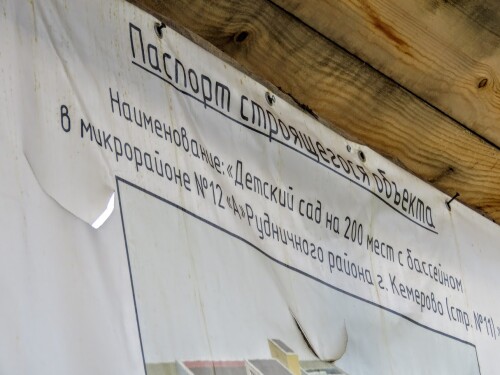 Паспорт строящегося объекта
Наименование: «Детский сад на 200 мест с бассейном
в микрорайоне №12 «А» Рудничного района г. Кемерово (стр. №11)»